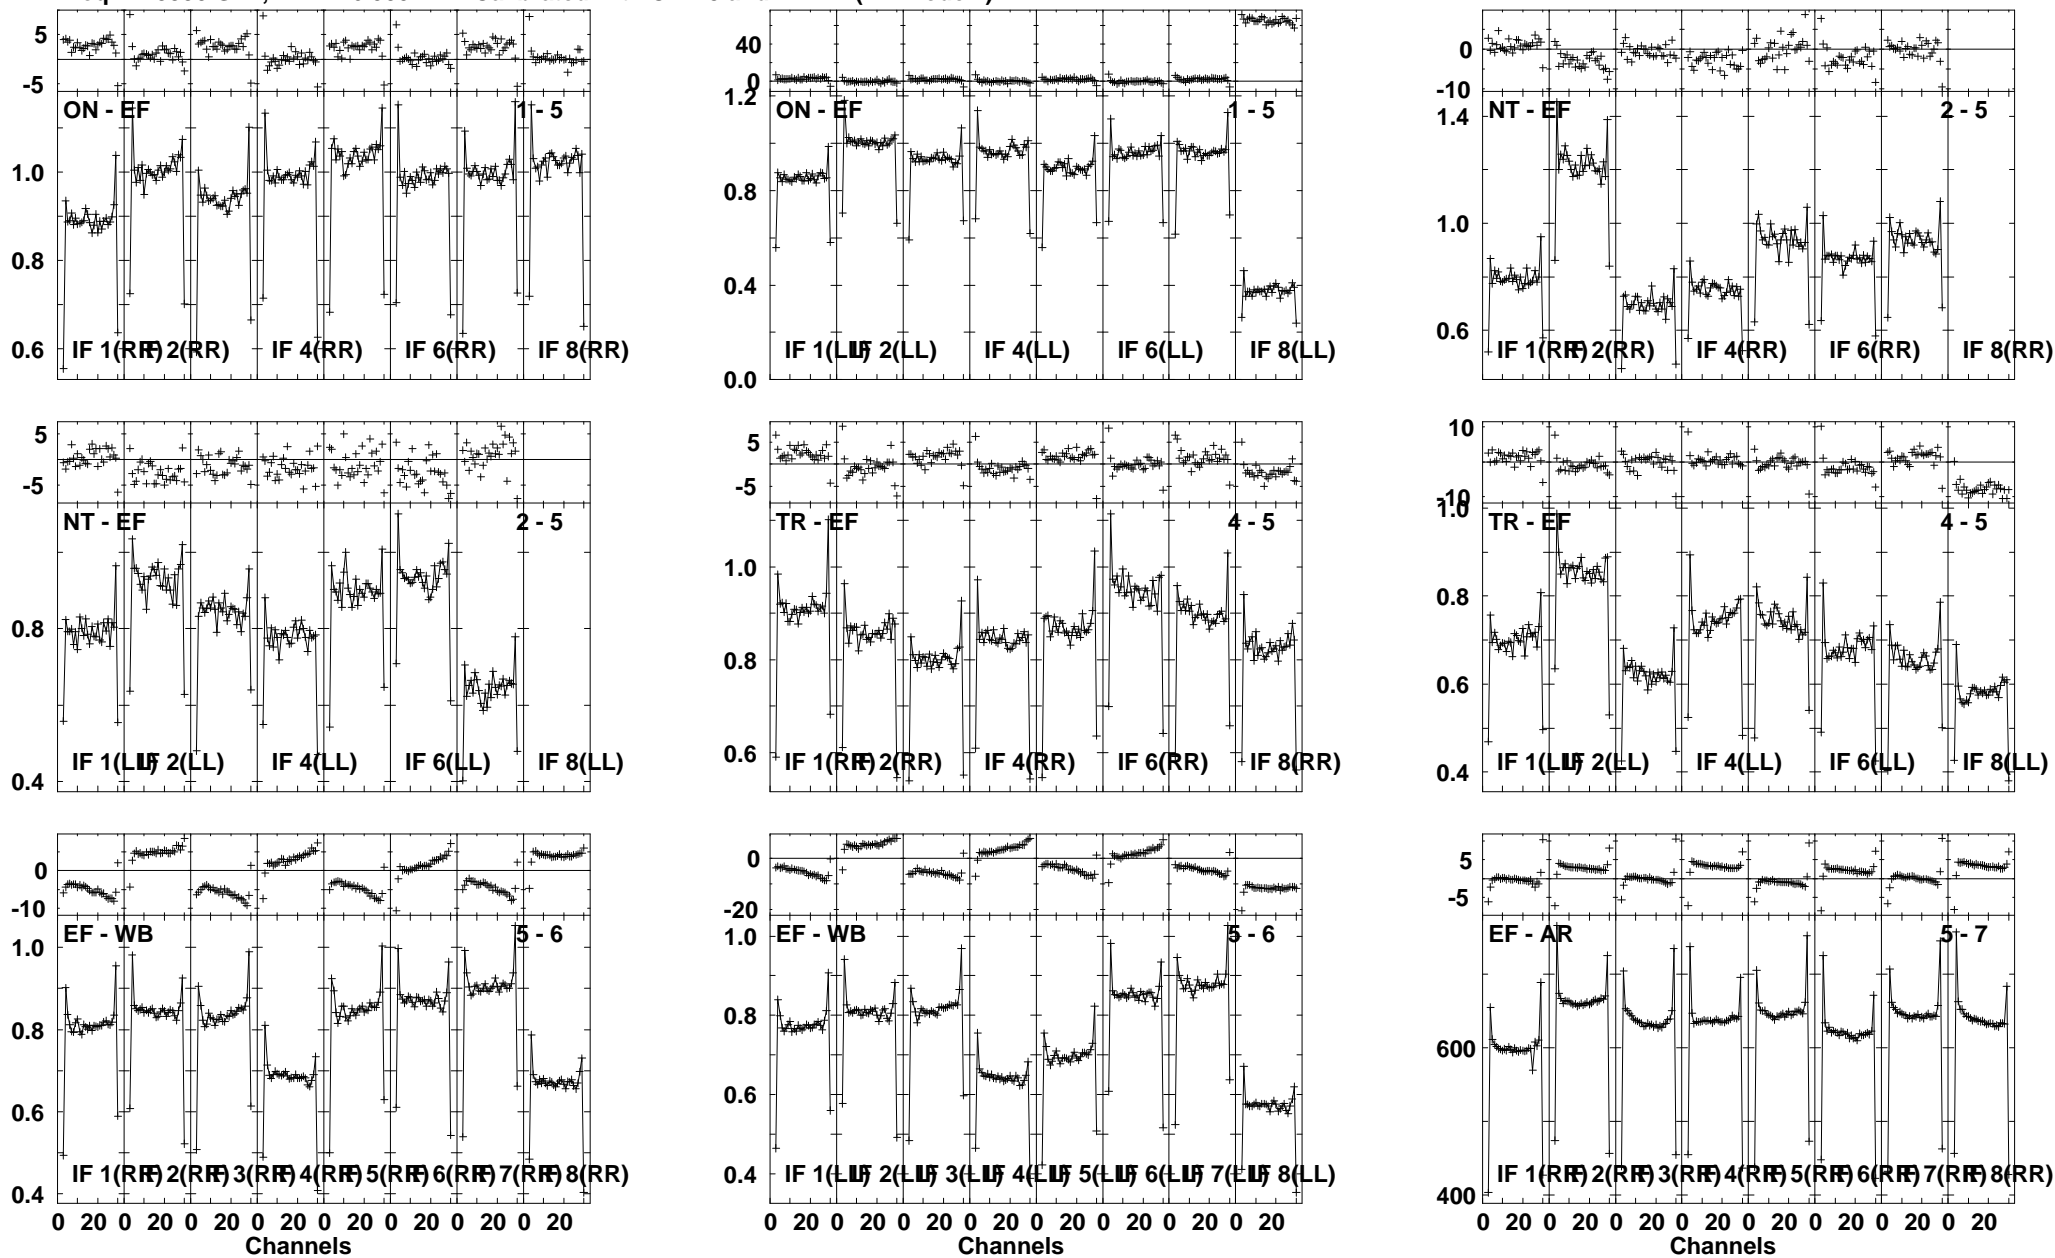 5
0
-5
ON - EF
1 - 5
1.0
0.8
0.6
IF 1(RR)
IF 2(RR)
IF 4(RR)
IF 6(RR)
IF 8(RR)
40
0
1.2
ON - EF
1 - 5
0.8
0.4
0.0
IF 1(LL)
IF 2(LL)
IF 4(LL)
IF 6(LL)
IF 8(LL)
0
-10
1.4
NT - EF
2 - 5
1.0
0.6
IF 1(RR)
IF 2(RR)
IF 4(RR)
IF 6(RR)
IF 8(RR)
5
-5
NT - EF
2 - 5
0.8
0.4
IF 1(LL)
IF 2(LL)
IF 4(LL)
IF 6(LL)
IF 8(LL)
5
-5
TR - EF
4 - 5
1.0
0.8
0.6
IF 1(RR)
IF 2(RR)
IF 4(RR)
IF 6(RR)
IF 8(RR)
10
-10
1.0
TR - EF
4 - 5
0.8
0.6
0.4
IF 1(LL)
IF 2(LL)
IF 4(LL)
IF 6(LL)
IF 8(LL)
0
-10
EF - WB
5 - 6
1.0
0.8
0.6
0.4
IF 1(RR)
IF 2(RR)
IF 3(RR)
IF 4(RR)
IF 5(RR)
IF 6(RR)
IF 7(RR)
IF 8(RR)
0 20 0 20 0 20 0 20 0 20 0 20 0 20 0 20
Channels
0
-20
EF - WB
5 - 6
1.0
0.8
0.6
0.4
IF 1(LL)
IF 2(LL)
IF 3(LL)
IF 4(LL)
IF 5(LL)
IF 6(LL)
IF 7(LL)
IF 8(LL)
0 20 0 20 0 20 0 20 0 20 0 20 0 20 0 20
Channels
5
-5
EF - AR
5 - 7
600
400
IF 1(RR)
IF 2(RR)
IF 3(RR)
IF 4(RR)
IF 5(RR)
IF 6(RR)
IF 7(RR)
IF 8(RR)
0 20 0 20 0 20 0 20 0 20 0 20 0 20 0 20
Channels